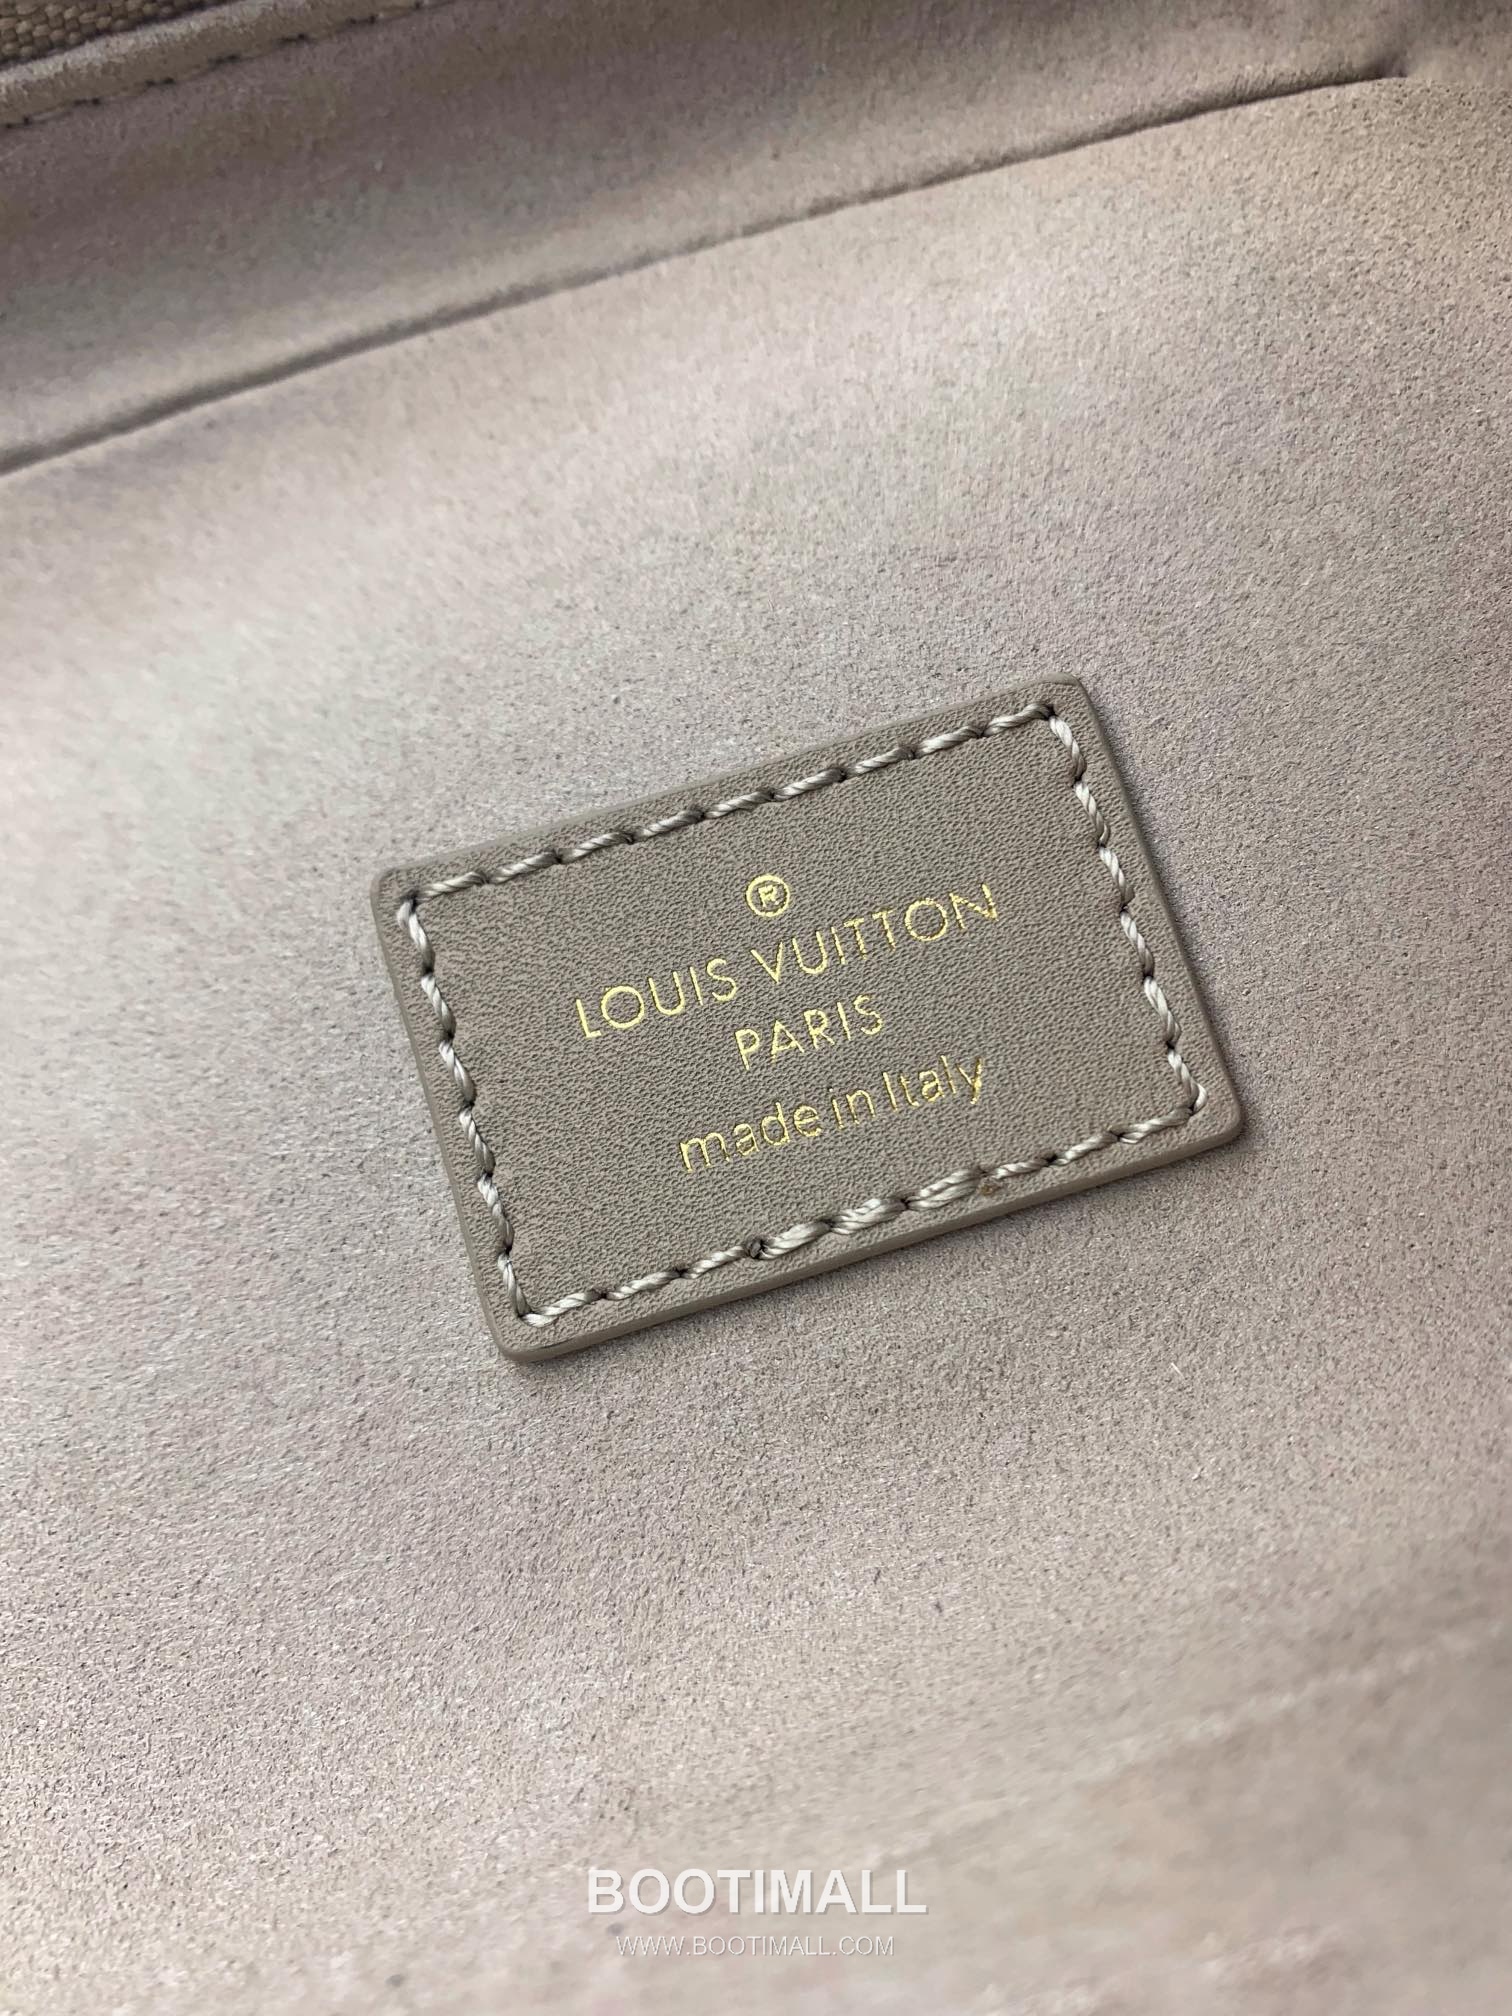 ®
LOUIS VUITTON
PARIS
made in Italy
BOOTIMALL
WWW.BOOTIMALL.COM